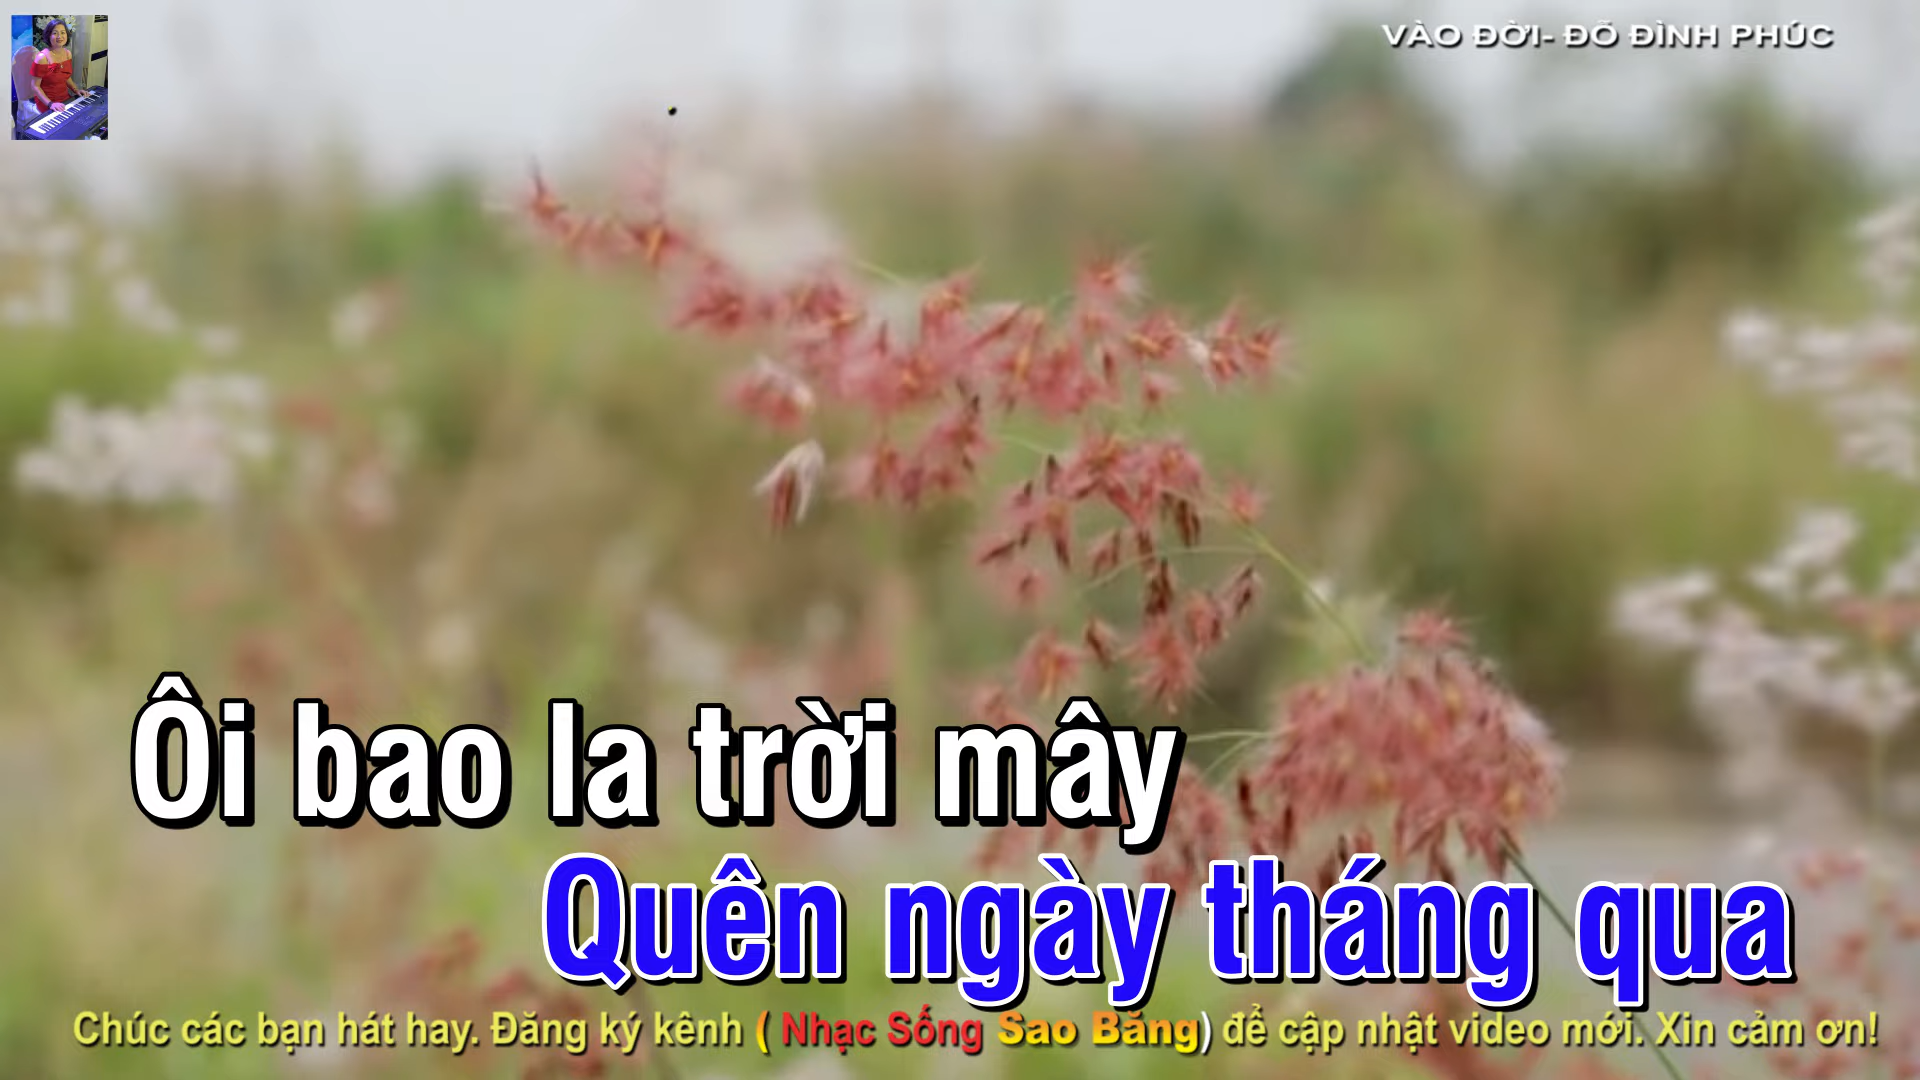 VÀO ĐỜI- ĐỖ ĐÌNH PHÚC
Ôi bao la trời mây
Quên ngày tháng qua
Chúc các bạn hát hay. Đăng ký kênh ( Nhạc Sống Sao Băng) để cập nhật video mới. Xin cảm ơn!